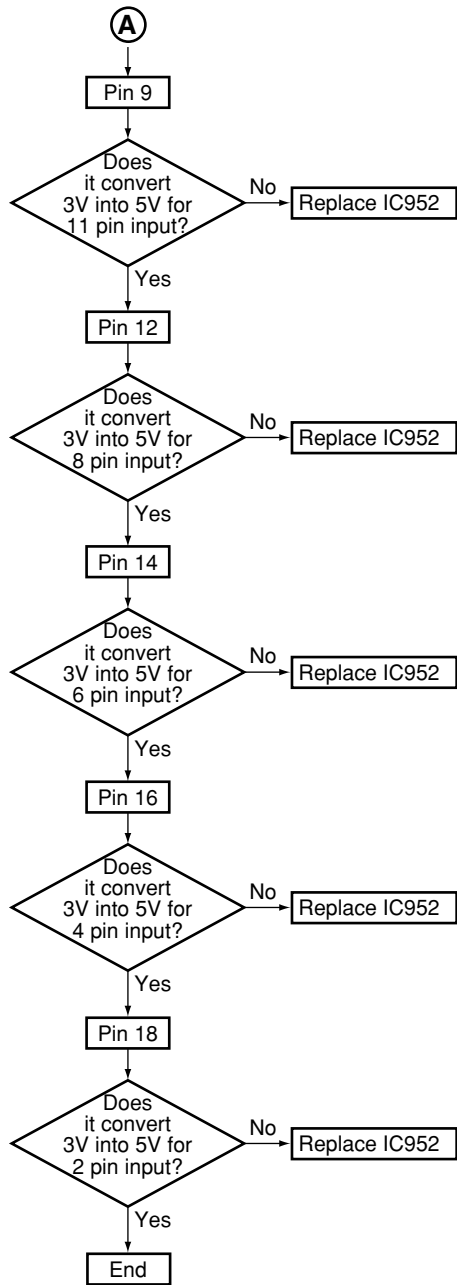 A
Pin 9
Does
it convert
3V into 5V for
11 pin input?
No
Replace IC952
Yes
Pin 12
Does
it convert
3V into 5V for
8 pin input?
No
Replace IC952
Yes
Pin 14
Does
it convert
3V into 5V for
6 pin input?
No
Replace IC952
Yes
Pin 16
Does
it convert
3V into 5V for
4 pin input?
No
Replace IC952
Yes
Pin 18
Does
it convert
3V into 5V for
2 pin input?
No
Replace IC952
Yes
End